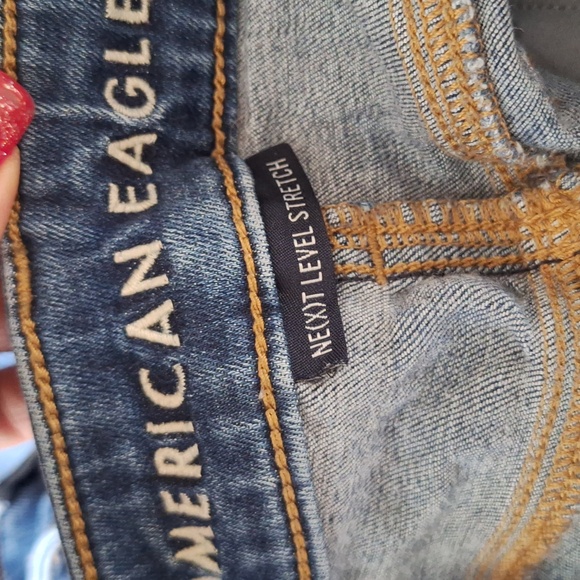 AMERICAN EAGLE
NE(X)T LEVEL STRETCH